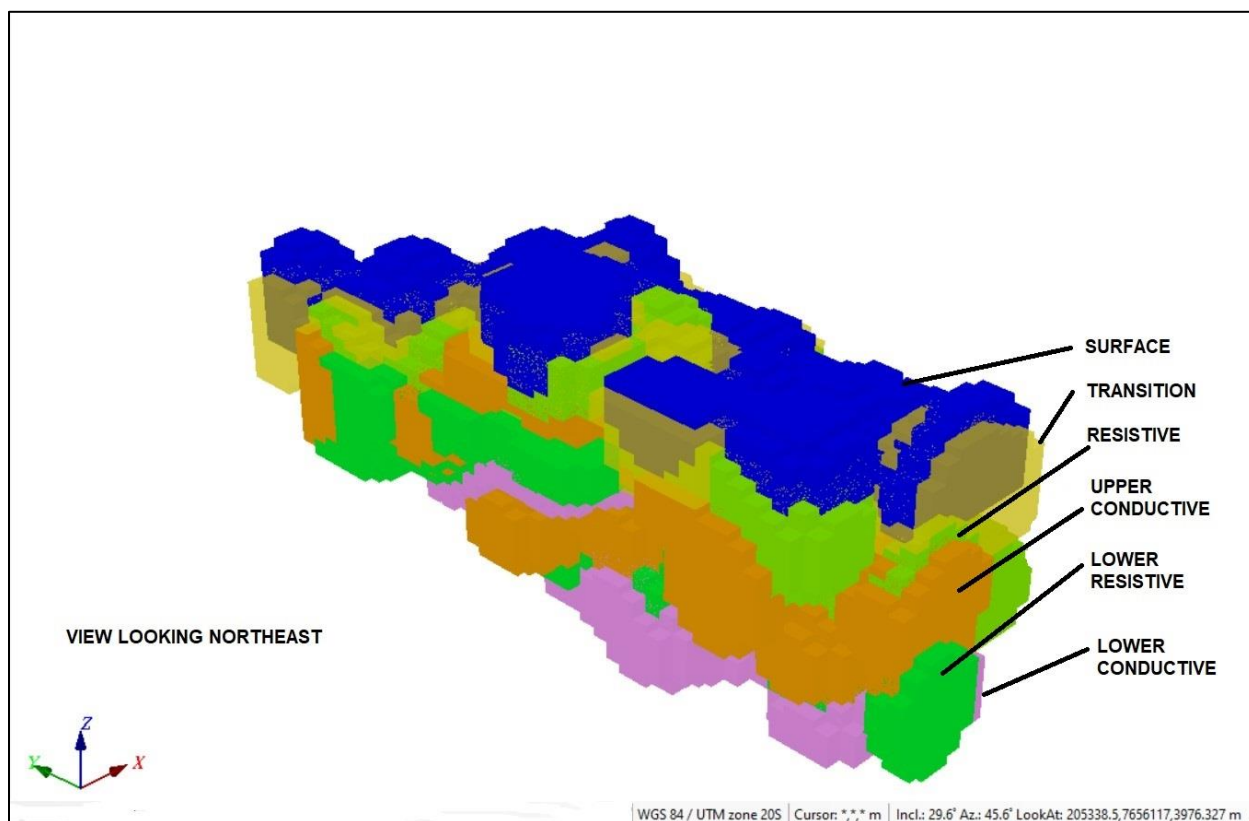 SURFACE
TRANSITION
RESISTIVE
UPPER
CONDUCTIVE
LOWER
RESISTIVE
LOWER
CONDUCTIVE
VIEW LOOKING NORTHEAST
Z
Y
X
WGS 84 / UTM zone 20S Cursor: *,*,* m Incl.: 29.6° Az.: 45.6° LookAt: 205338.5,7656117,3976.327 m